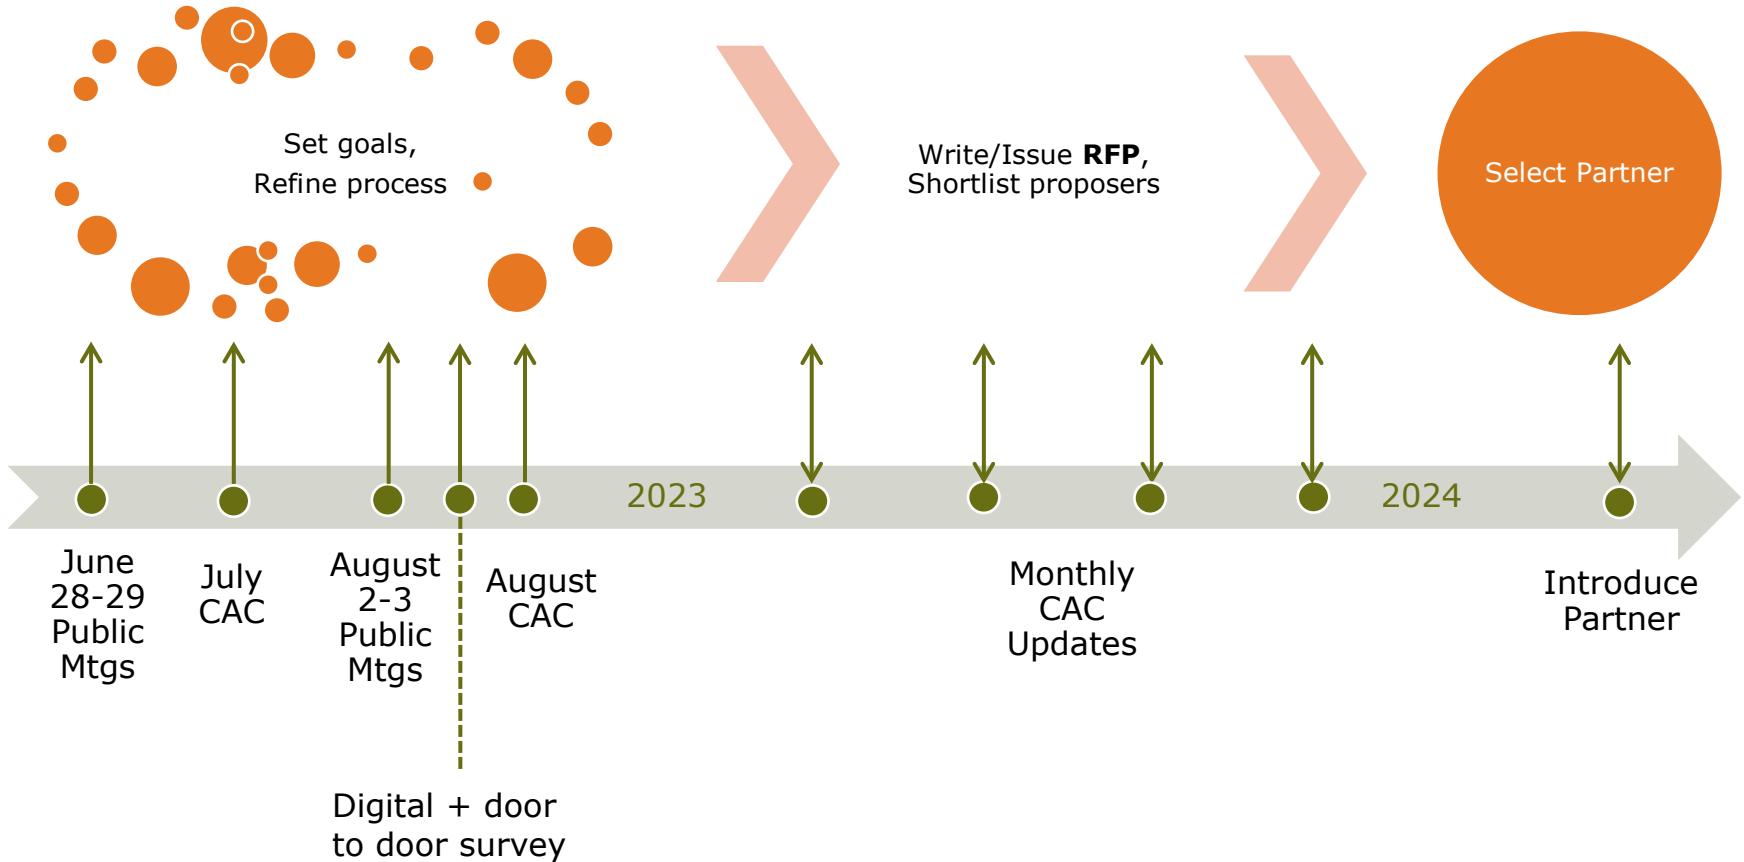 Set goals,
Refine process
Write/Issue RFP,
Shortlist proposers
Select Partner
2023
2024
June
28-29
Public
Mtgs
July
CAC
August
2-3
Public
Mtgs
August
CAC
Monthly
CAC
Updates
Introduce
Partner
Digital + door
to door survey